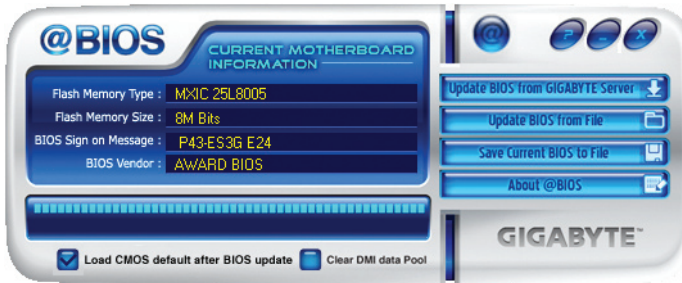 @BIOS
CURRENT MOTHERBOARD
INFORMATION
Flash Memory Type : MXIC 25L8005
Flash Memory Size : 8M Bits
BIOS Sign on Message : P43-ES3G E24
BIOS Vendor : AWARD BIOS
Load CMOS default after BIOS update
Clear DMI data Pool
@
? _ X
Update BIOS from GIGABYTE Server
Update BIOS from File
Save Current BIOS to File
About @BIOS
GIGABYTE™